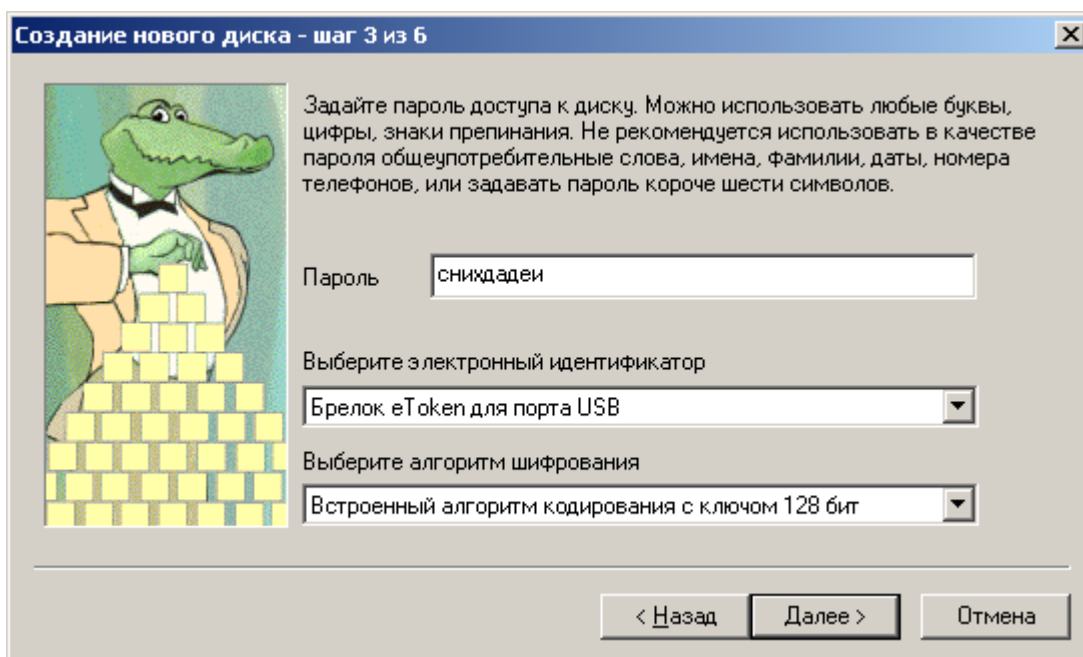 Создание нового диска - шаг 3 из 6
Задайте пароль доступа к диску. Можно использовать любые буквы,
цифры, знаки препинания. Не рекомендуется использовать в качестве
пароля общеупотребительные слова, имена, фамилии, даты, номера
телефонов, или задавать пароль короче шести символов.
Пароль
снихдадеи
Выберите электронный идентификатор
Брелок eToken для порта USB
Выберите алгоритм шифрования
Встроенный алгоритм кодирования с ключом 128 бит
< Назад
Далее >
Отмена